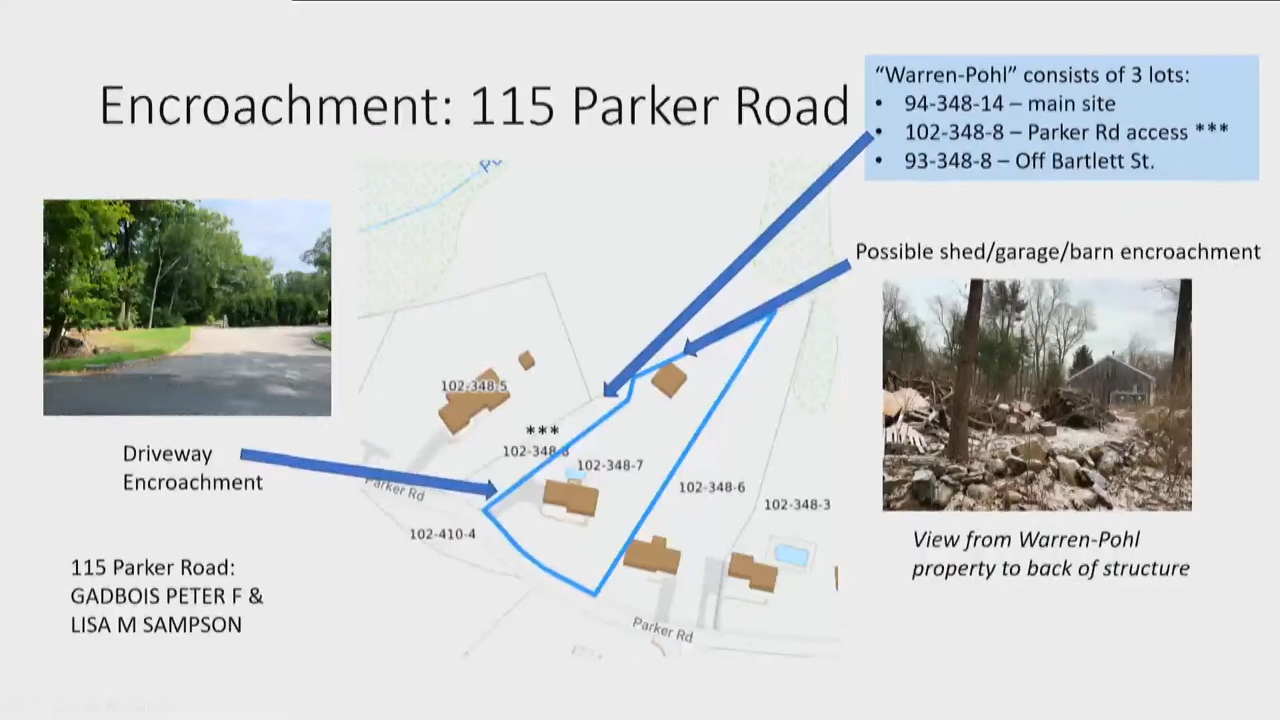 Encroachment: 115 Parker Road
“Warren-Pohl” consists of 3 lots:
• 94-348-14 – main site
• 102-348-8 – Parker Rd access ***
• 93-348-8 – Off Bartlett St.
Possible shed/garage/barn encroachment
102-348-5
***
102-348-8
102-348-7
102-348-6
102-348-3
Driveway
Encroachment
Parker Rd
102-410-4
View from Warren-Pohl
property to back of structure
115 Parker Road:
GADBOIS PETER F &
LISA M SAMPSON
Parker Rd